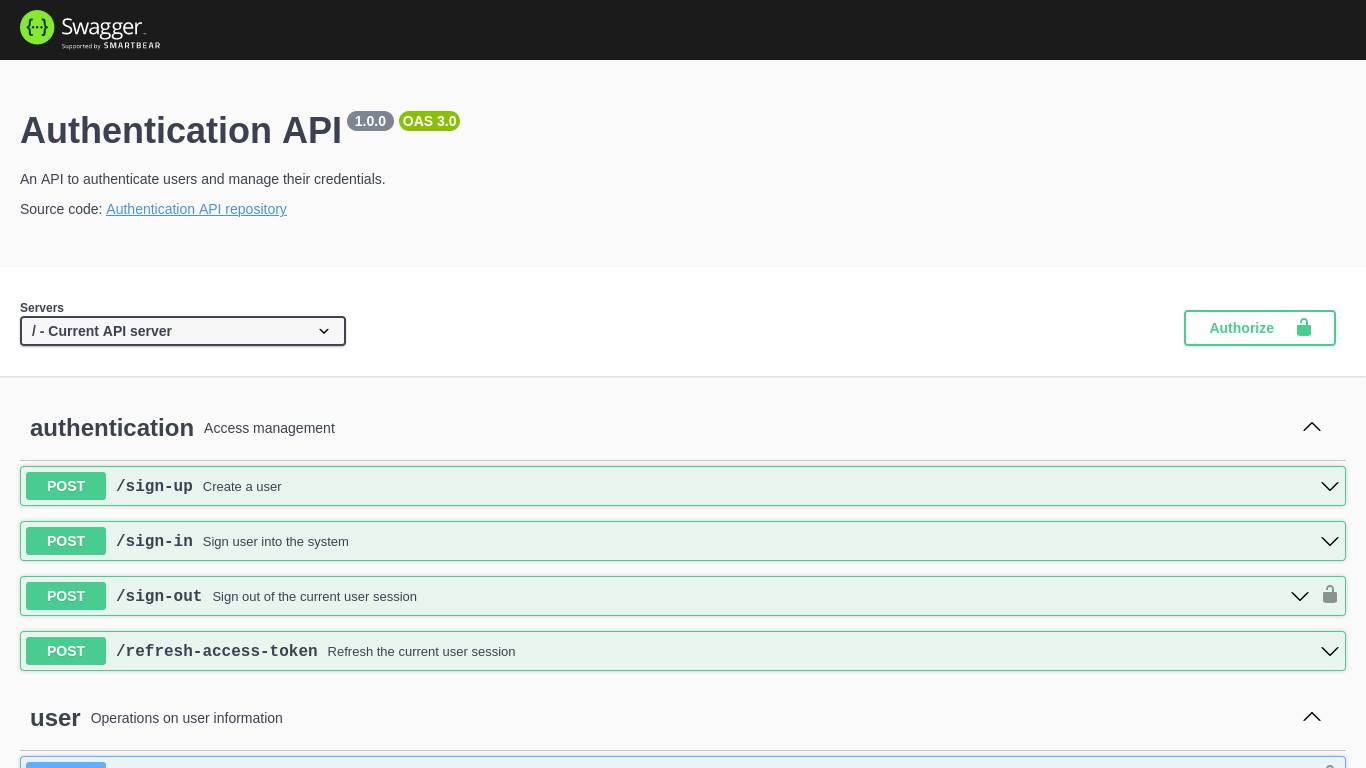 Swagger
Supported by SMARTBEAR
Authentication API 1.0.0 OAS 3.0
An API to authenticate users and manage their credentials.
Source code: Authentication API repository
Servers
/ - Current API server
Authorize
authentication Access management
POST /sign-up Create a user
POST /sign-in Sign user into the system
POST /sign-out Sign out of the current user session
POST /refresh-access-token Refresh the current user session
user Operations on user information